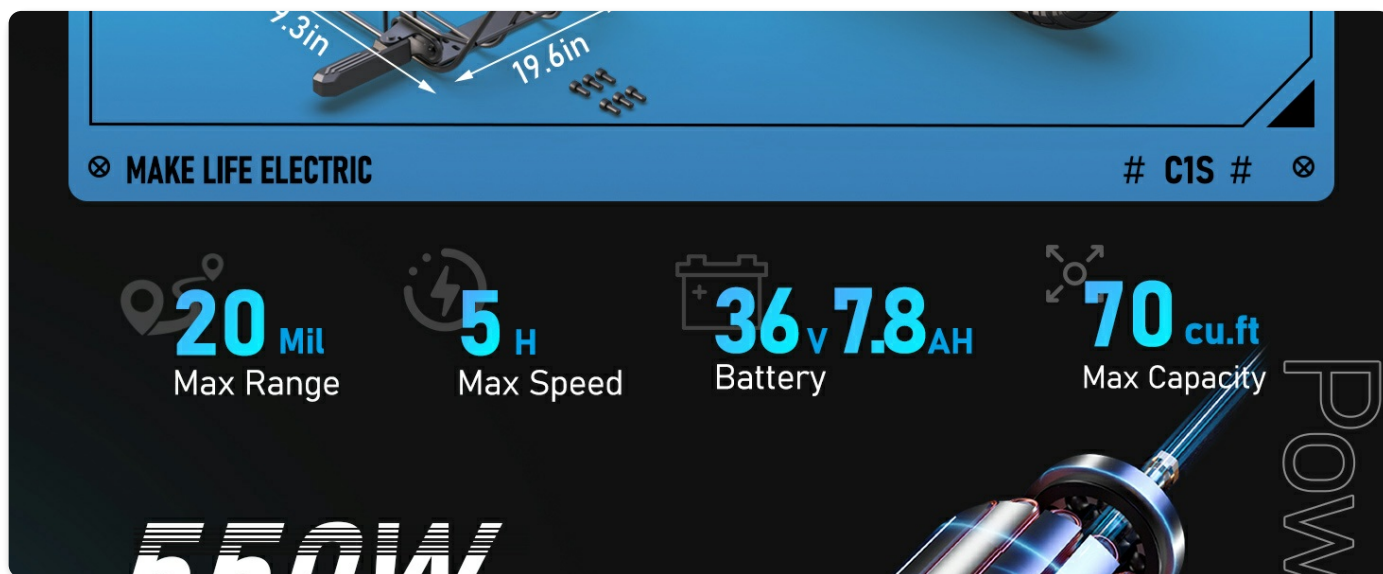 9.3in
19.6in
MAKE LIFE ELECTRIC
# C1S #
20 Mil
Max Range
5 H
Max Speed
36 V 7.8 AH
Battery
70 cu.ft
Max Capacity
550W